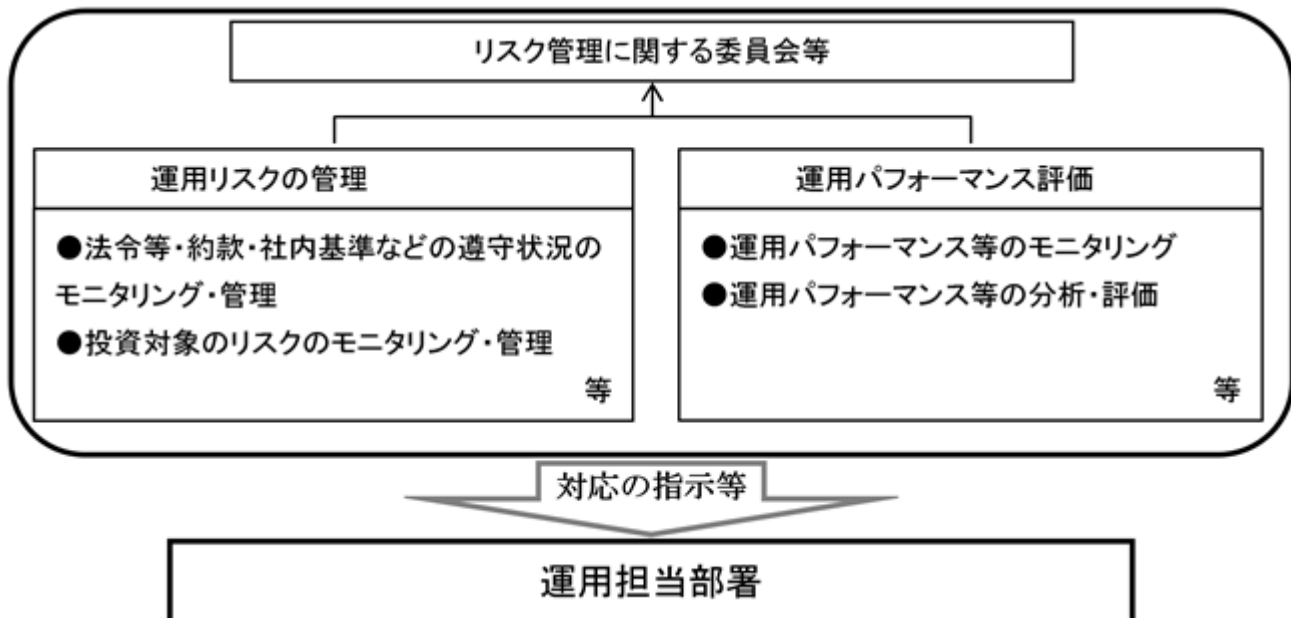 リスク管理に関する委員会等
運用リスクの管理
●法令等・約款・社内基準などの遵守状況の
モニタリング・管理
●投資対象のリスクのモニタリング・管理
等
運用パフォーマンス評価
●運用パフォーマンス等のモニタリング
●運用パフォーマンス等の分析・評価
等
対応の指示等
運用担当部署